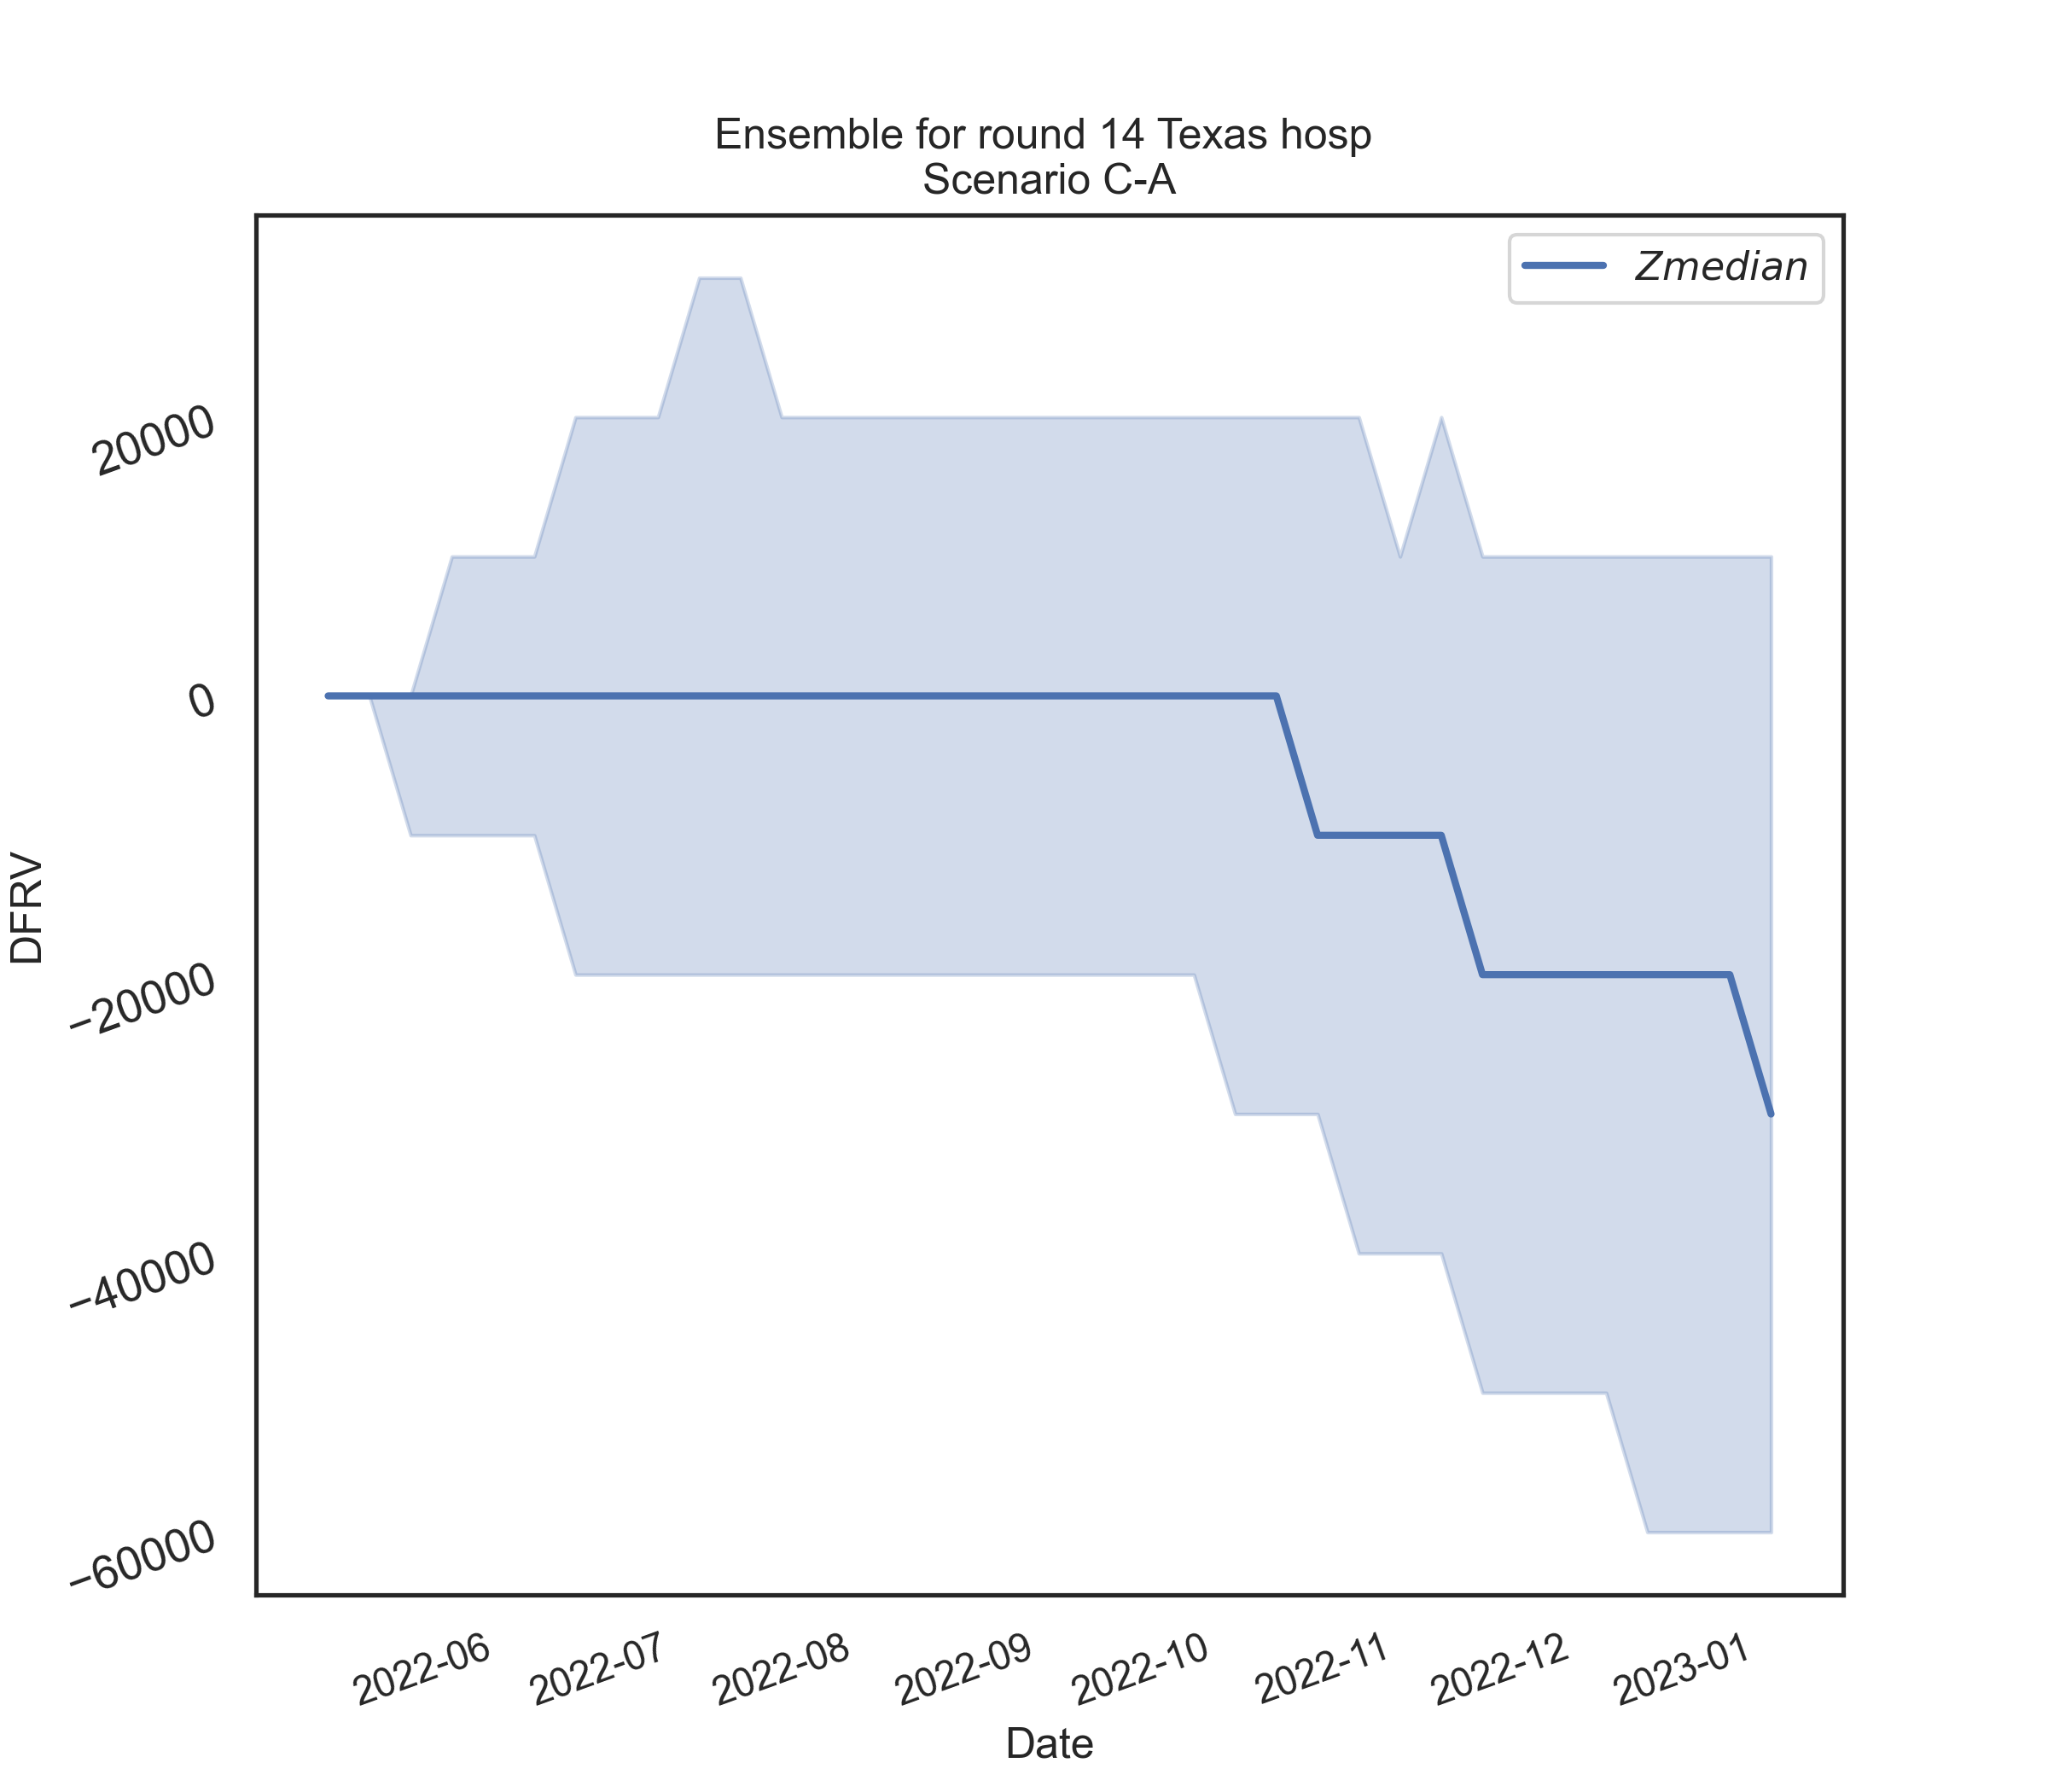 Ensemble for round 14 Texas hosp
Scenario C-A
Zmedian
20000
0
−20000
−40000
−60000
DFRV
2022-06
2022-07
2022-08
2022-09
2022-10
2022-11
2022-12
2023-01
Date